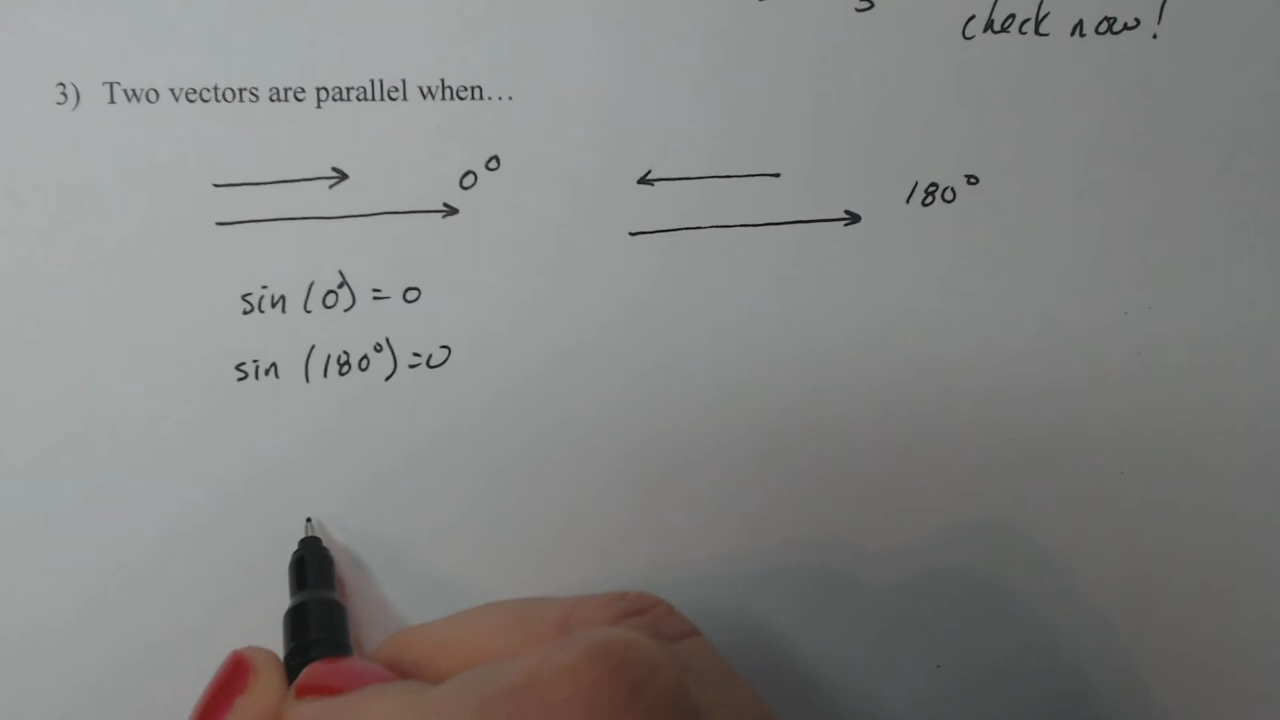 check now!
3) Two vectors are parallel when...
0° 180°
sin (0°) = 0
sin (180°) = 0